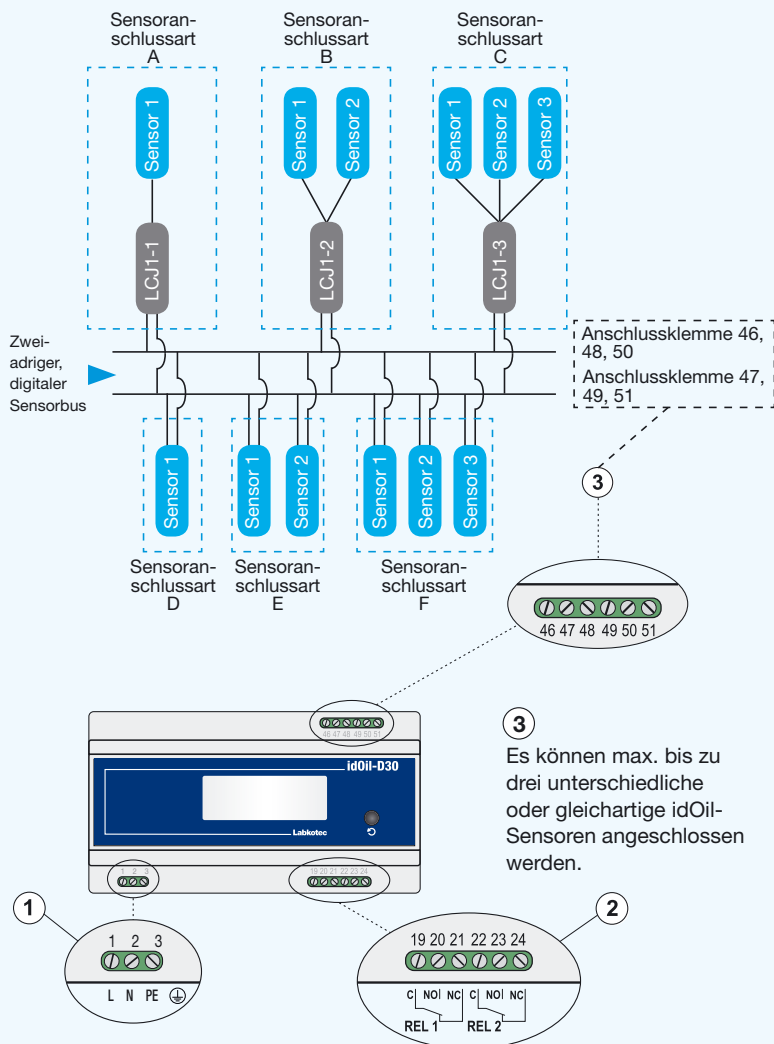 Sensoran-
schlussart
A
Sensoran-
schlussart
B
Sensoran-
schlussart
C
Sensor 1
Sensor 1
Sensor 2
Sensor 1
Sensor 2
Sensor 3
LCJ1-1
LCJ1-2
LCJ1-3
Zwei-
adriger,
digitaler
Sensorbus
Anschlussklemme 46,
48, 50
Anschlussklemme 47,
49, 51
Sensor 1
Sensor 1
Sensor 2
Sensor 1
Sensor 2
Sensor 3
Sensoran-
schlussart
D
Sensoran-
schlussart
E
Sensoran-
schlussart
F
3
46 47 48 49 50 51
46 47 48 49 50 51
idOil-D30
Labkotec
3
Es können max. bis zu
drei unterschiedliche
oder gleichartige idOil-
Sensoren angeschlossen
werden.
1 2 3
19 20 21 22 23 24
1
1 2 3
L N PE
2
19 20 21 22 23 24
C NO NC C NO NC
REL 1 REL 2